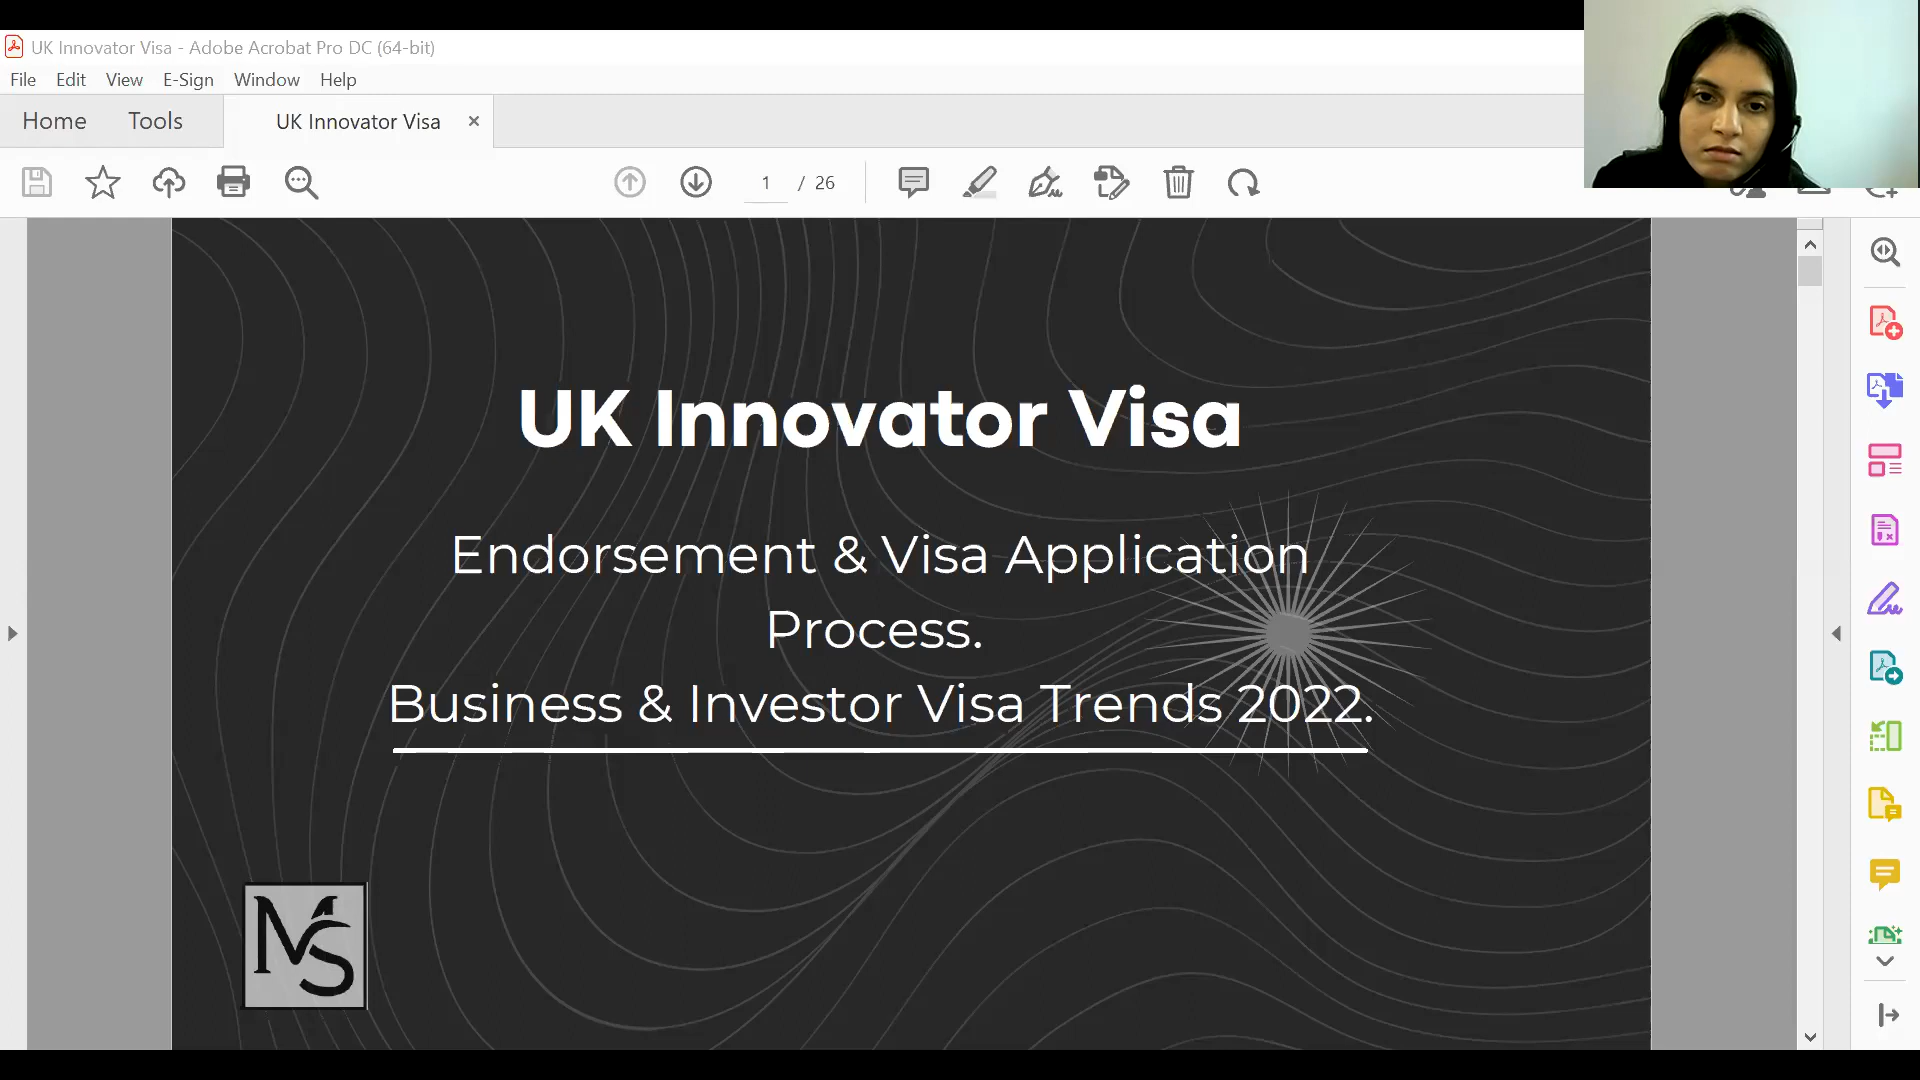 UK Innovator Visa - Adobe Acrobat Pro DC (64-bit)
File Edit View E-Sign Window Help
Home Tools UK Innovator Visa ×
1 / 26
UK Innovator Visa
Endorsement & Visa Application
Process.
Business & Investor Visa Trends 2022.
MS